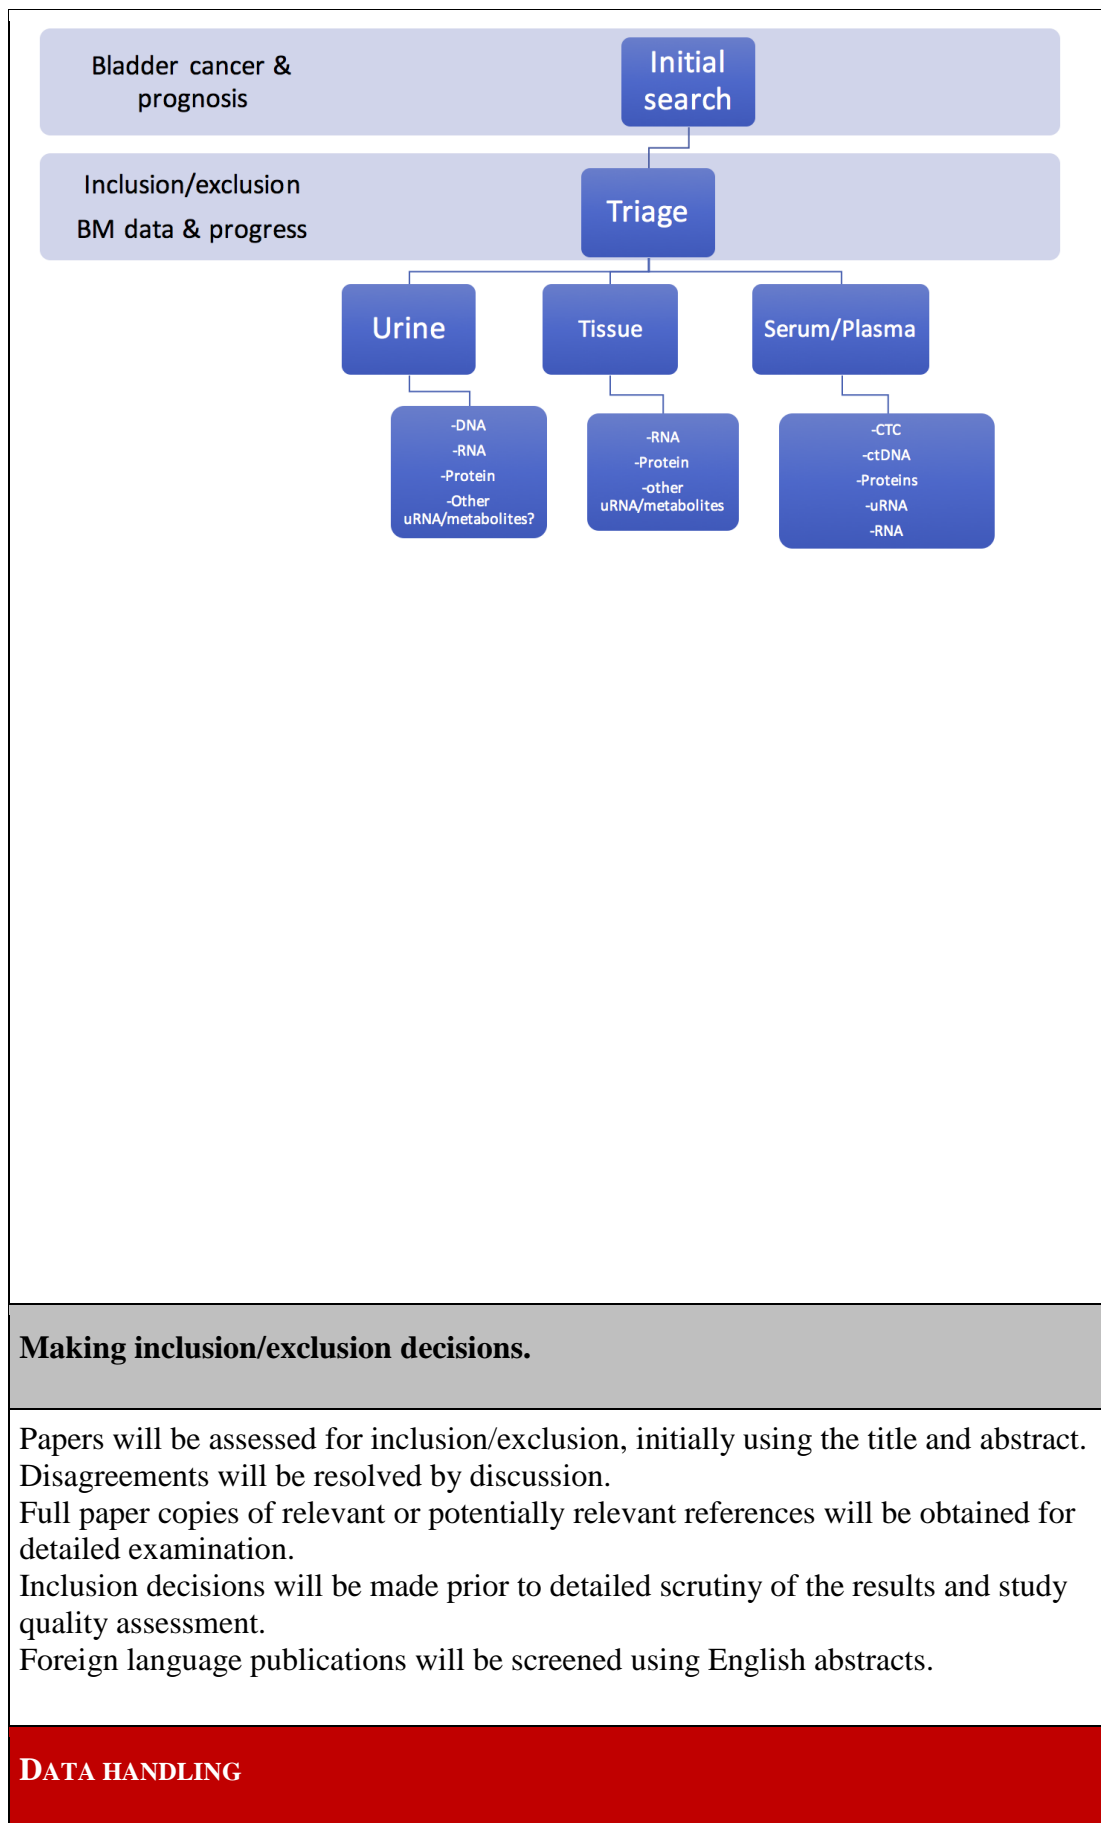 Bladder cancer &
prognosis
Initial
search
Inclusion/exclusion
BM data & progress
Triage
Urine
Tissue
Serum/Plasma
-DNA
-RNA
-Protein
-Other
uRNA/metabolites?
-RNA
-Protein
-other
uRNA/metabolites
-CTC
-ctDNA
-Proteins
-uRNA
-RNA
Making inclusion/exclusion decisions.
Papers will be assessed for inclusion/exclusion, initially using the title and abstract.
Disagreements will be resolved by discussion.
Full paper copies of relevant or potentially relevant references will be obtained for
detailed examination.
Inclusion decisions will be made prior to detailed scrutiny of the results and study
quality assessment.
Foreign language publications will be screened using English abstracts.
DATA HANDLING